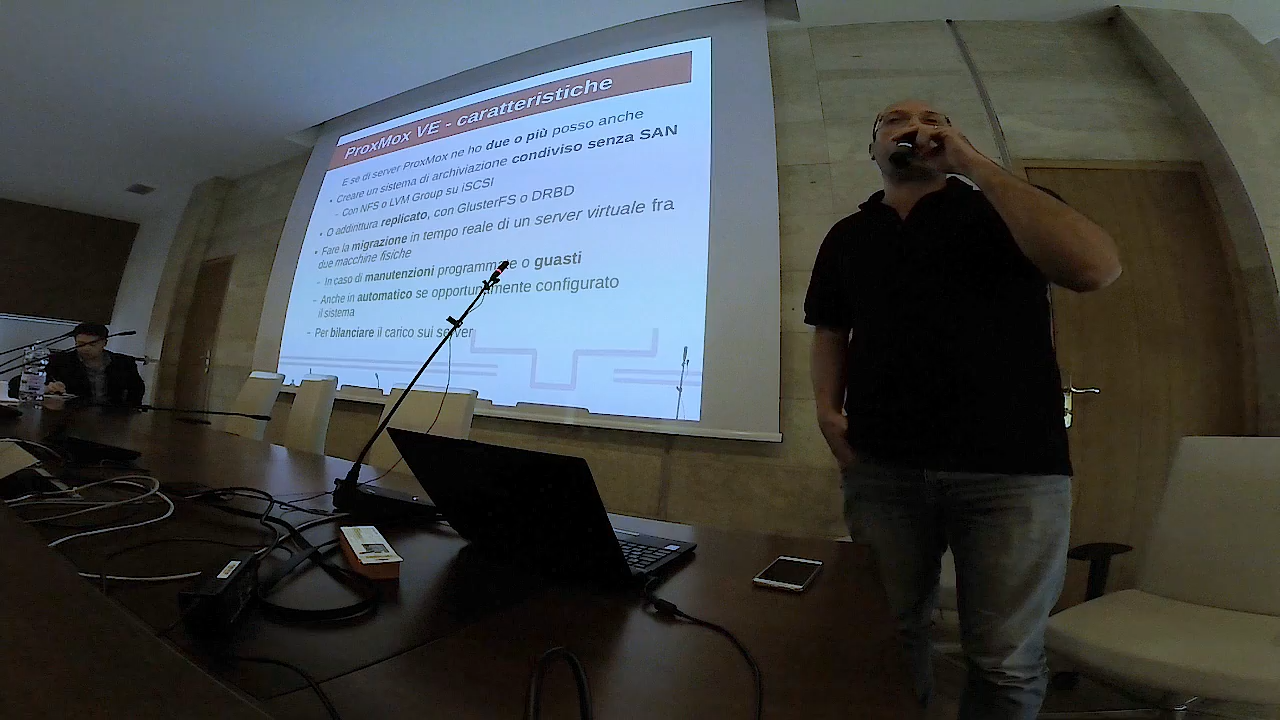 ProxMox VE - caratteristiche
E se di server ProxMox ne ho due o più posso anche
• Creare un sistema di archiviazione condiviso senza SAN
– Con NFS o LVM Group su iSCSI
• O addirittura replicato, con GlusterFS o DRBD
• Fare la migrazione in tempo reale di un server virtuale fra
due macchine fisiche
– In caso di manutenzioni programmate o guasti
– Anche in automatico se opportunamente configurato
il sistema
– Per bilanciare il carico sui server